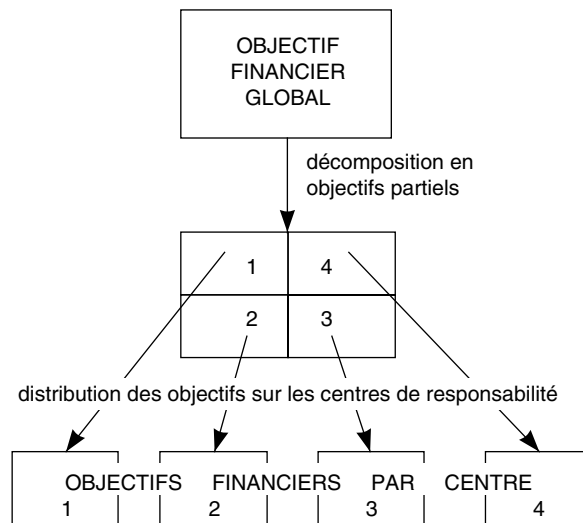 OBJECTIF
FINANCIER
GLOBAL
décomposition en
objectifs partiels
1 4
2 3
distribution des objectifs sur les centres de responsabilité
OBJECTIFS FINANCIERS PAR CENTRE
1 2 3 4